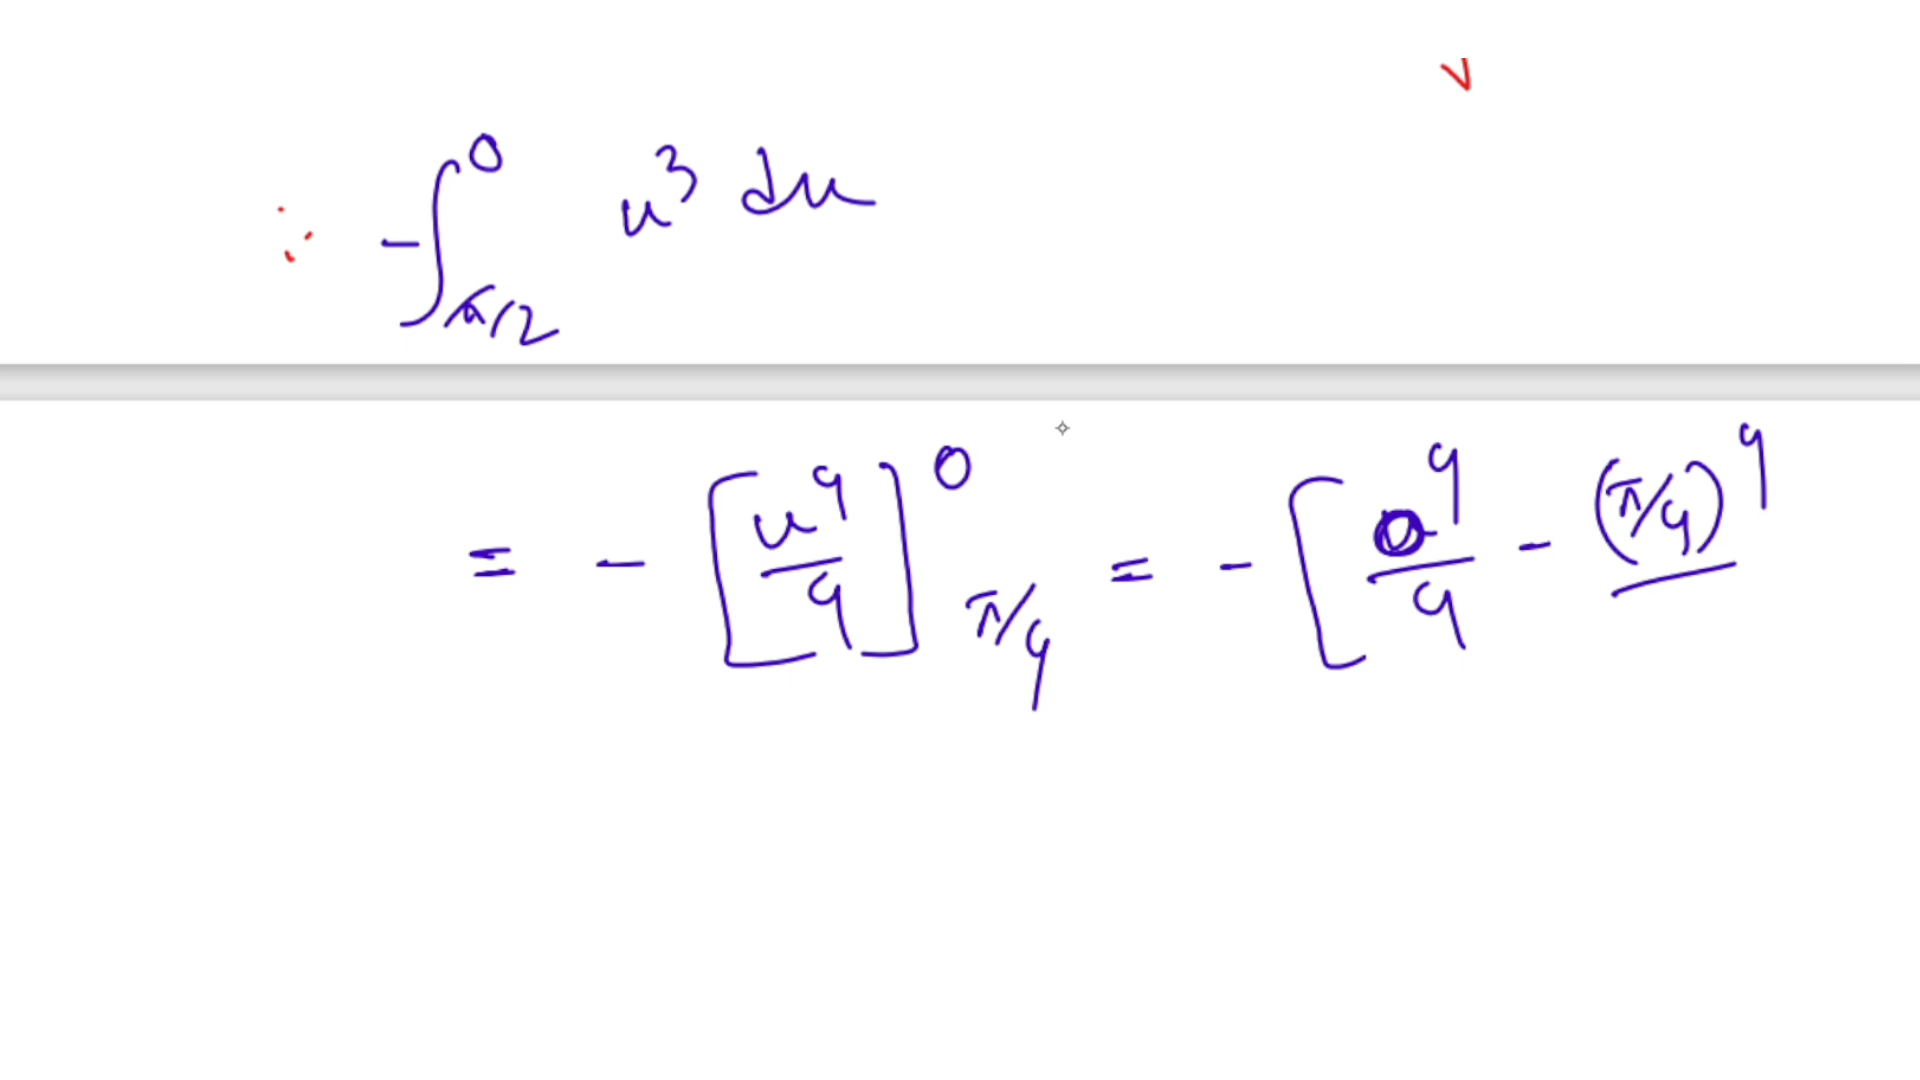 ∴ -∫_{π/2}^{0} u³ du
= - [u⁴/4]_{π/4}^{0} = - [0⁴/4 - (π/4)⁴/